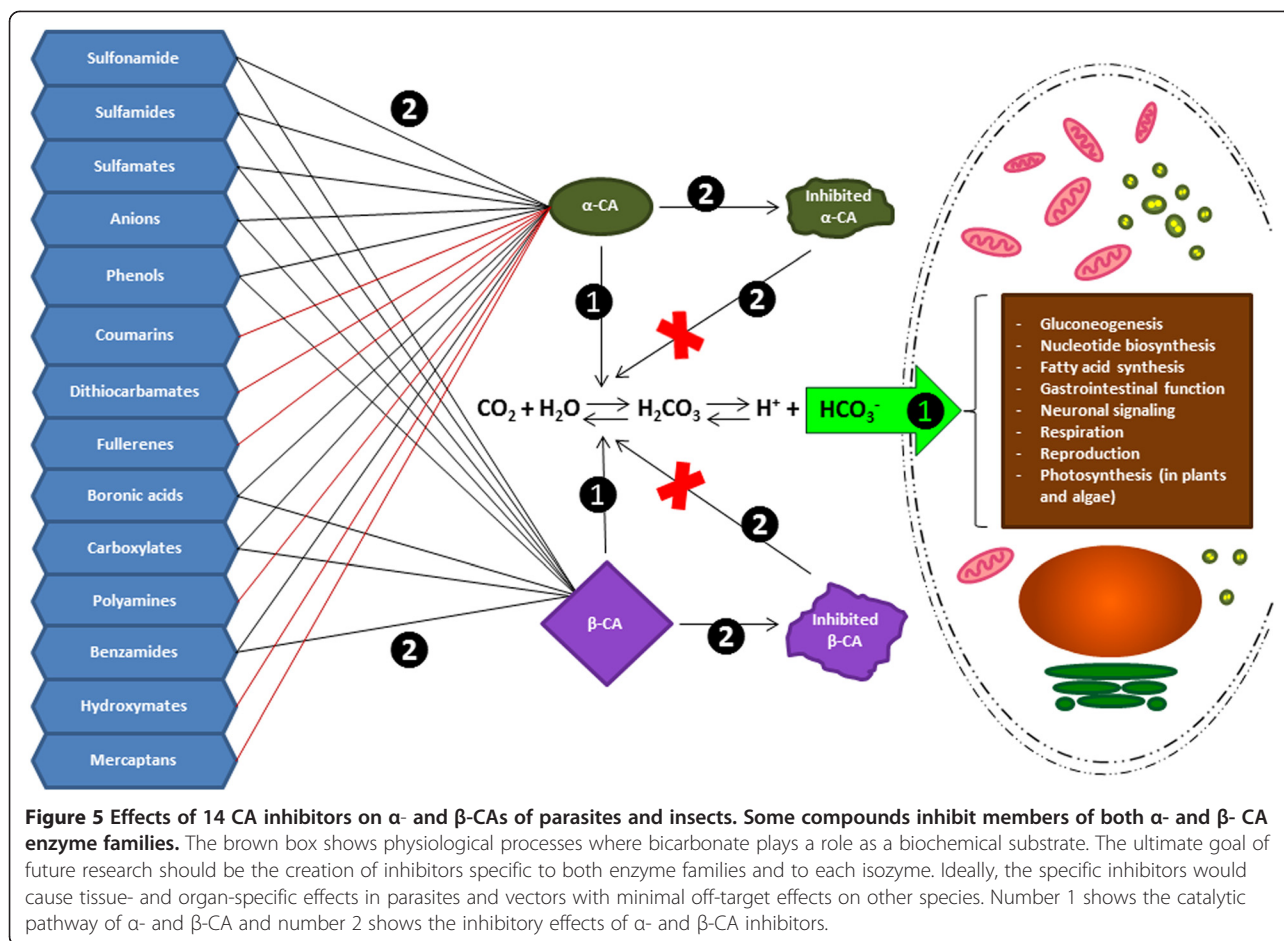 Sulfonamide
Sulfamides
Sulfamates
Anions
Phenols
Coumarins
Dithiocarbamates
Fullerenes
Boronic acids
Carboxylates
Polyamines
Benzamides
Hydroxymates
Mercaptans
2
α-CA
2
Inhibited
α-CA
1
2
CO₂ + H₂O ⇌ H₂CO₃ ⇌ H⁺ + HCO₃⁻ 1
1
2
β-CA
2
Inhibited
β-CA
2
- Gluconeogenesis
- Nucleotide biosynthesis
- Fatty acid synthesis
- Gastrointestinal function
- Neuronal signaling
- Respiration
- Reproduction
- Photosynthesis (in plants
and algae)
Figure 5 Effects of 14 CA inhibitors on α- and β-CAs of parasites and insects. Some compounds inhibit members of both α- and β- CA
enzyme families. The brown box shows physiological processes where bicarbonate plays a role as a biochemical substrate. The ultimate goal of
future research should be the creation of inhibitors specific to both enzyme families and to each isozyme. Ideally, the specific inhibitors would
cause tissue- and organ-specific effects in parasites and vectors with minimal off-target effects on other species. Number 1 shows the catalytic
pathway of α- and β-CA and number 2 shows the inhibitory effects of α- and β-CA inhibitors.